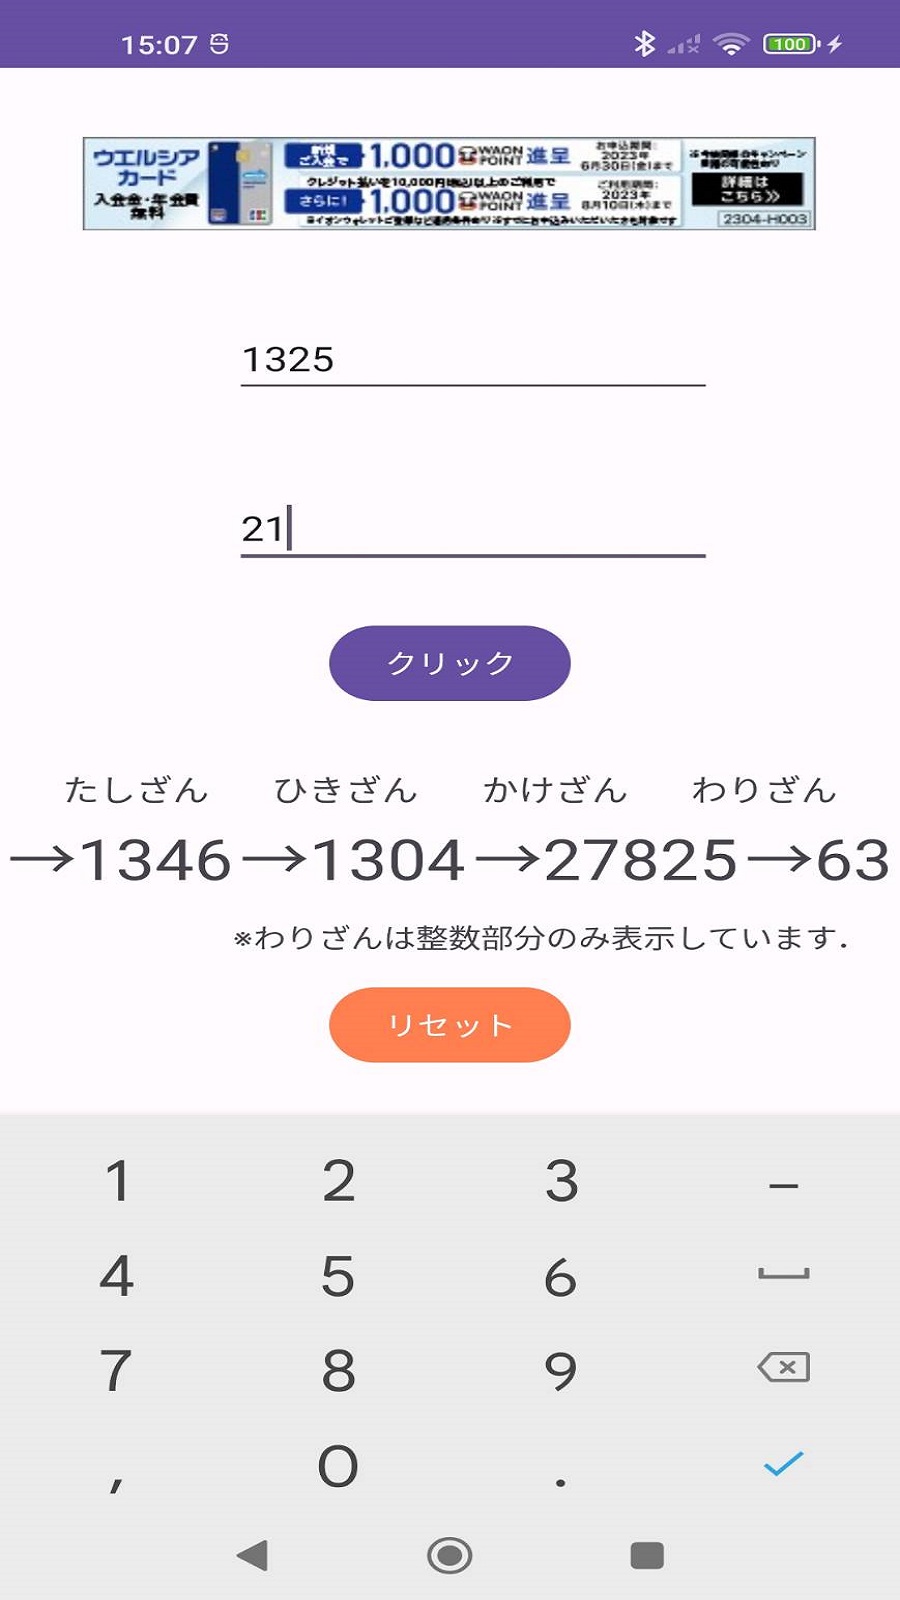 15:07
100
ウエルシア
カード
入会金・年会費
無料
新規
ご入会で
1,000 WAON POINT 進呈
お申込期間:
2023年
6月30日(金)まで
クレジット払いを10,000円(税込)以上のご利用で
さらに!
1,000 WAON POINT 進呈
ご利用期間:
2023年
8月10日(木)まで
詳細は
こちら》
2304-H003
1325
21
クリック
たしざん ひきざん かけざん わりざん
→1346→1304→27825→63
※わりざんは整数部分のみ表示しています.
リセット
1 2 3 –
4 5 6
7 8 9
, 0 .